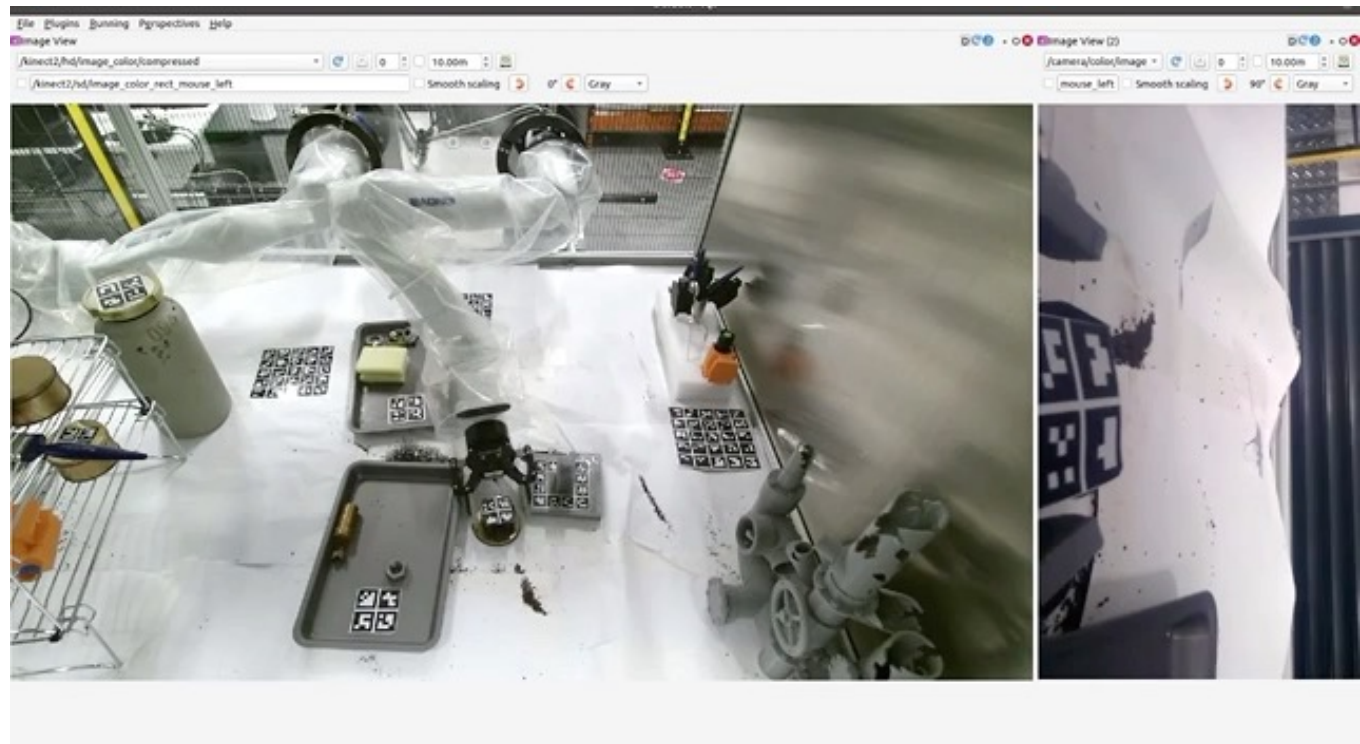 File Plugins Running Perspectives Help
Image View
/kinect2/hd/image_color/compressed 0 10.00m
/kinect2/sd/image_color_rect_mouse_left Smooth scaling 0° Gray
Image View (2)
/camera/color/image 0 10.00m
mouse_left Smooth scaling 90° Gray